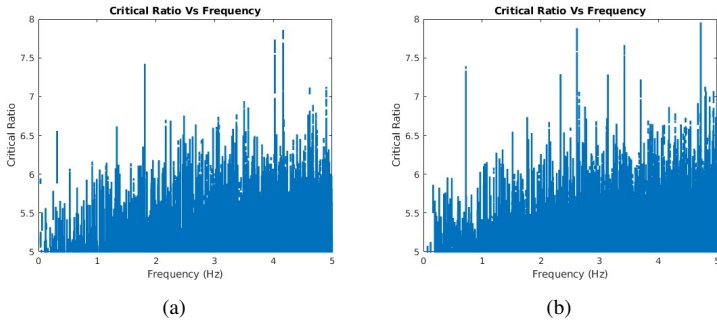 Critical Ratio Vs Frequency
8
7.5
7
6.5
6
5.5
5
Critical Ratio
0 1 2 3 4 5
Frequency (Hz)
(a)
Critical Ratio Vs Frequency
8
7.5
7
6.5
6
5.5
5
Critical Ratio
0 1 2 3 4 5
Frequency (Hz)
(b)